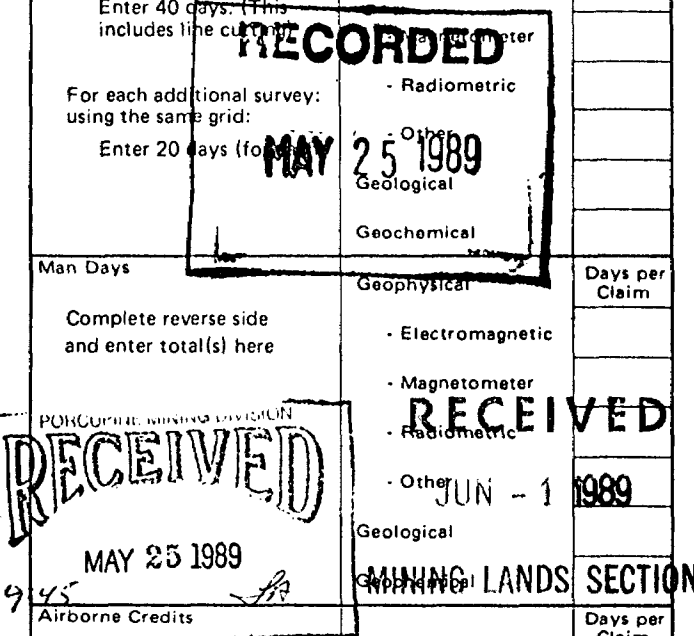 Enter 40 days. (This
includes line cutting)
RECORDED
- Radiometric
For each additional survey:
using the same grid:
- Other
Enter 20 days (for
MAY 25 1989
Geological
Geochemical
Man Days
Geophysical
Days per
Claim
Complete reverse side
and enter total(s) here
- Electromagnetic
- Magnetometer
PORCUPINE MINING DIVISION
RECEIVED
RECEIVED
- Radiometric
- Other
JUN - 1 1989
Geological
MAY 25 1989
Geochemical
MINING LANDS SECTION
9:45
Airborne Credits
Days per
Claim